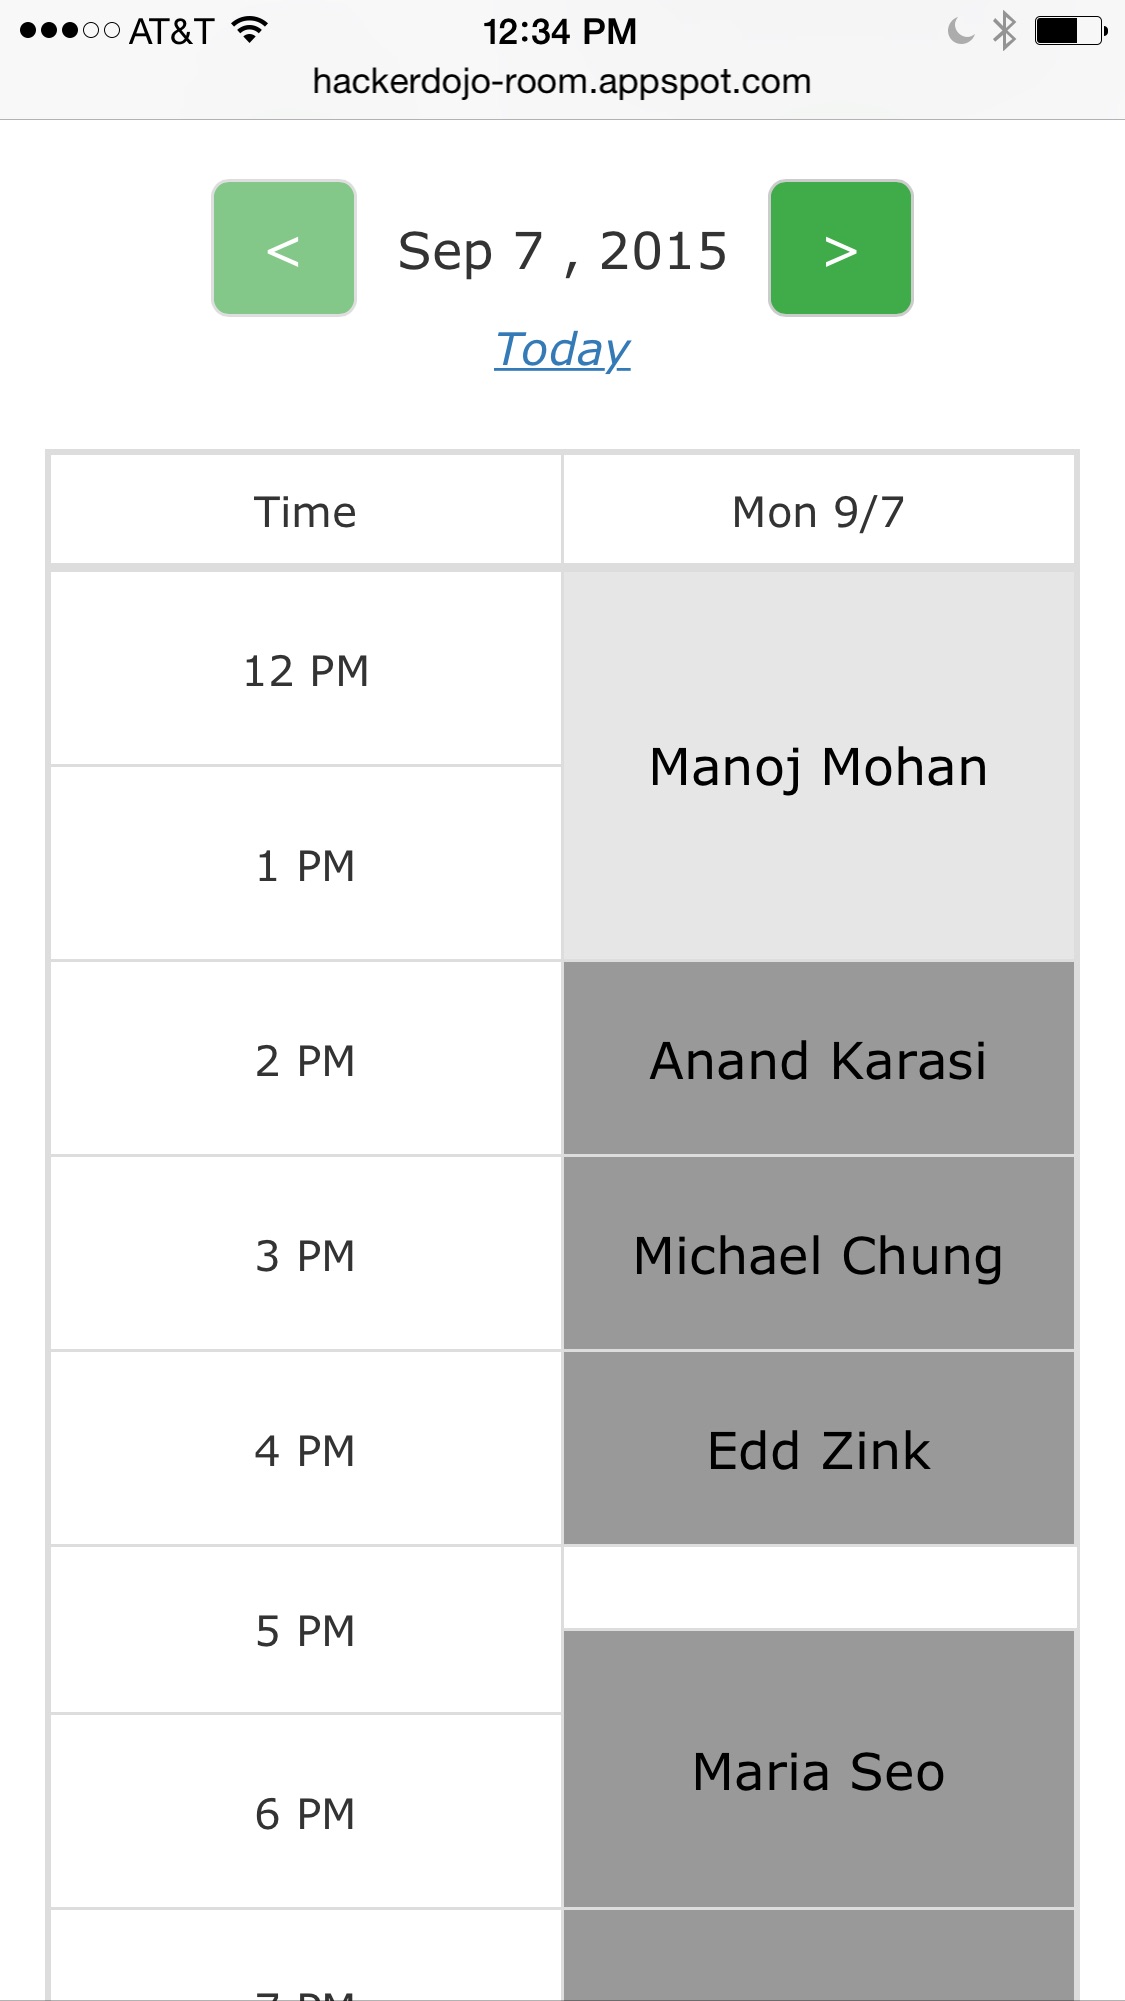 AT&T 12:34 PM
hackerdojo-room.appspot.com
< Sep 7 , 2015 >
Today
Time Mon 9/7
12 PM
Manoj Mohan
1 PM
2 PM Anand Karasi
3 PM Michael Chung
4 PM Edd Zink
5 PM
Maria Seo
6 PM
7 PM